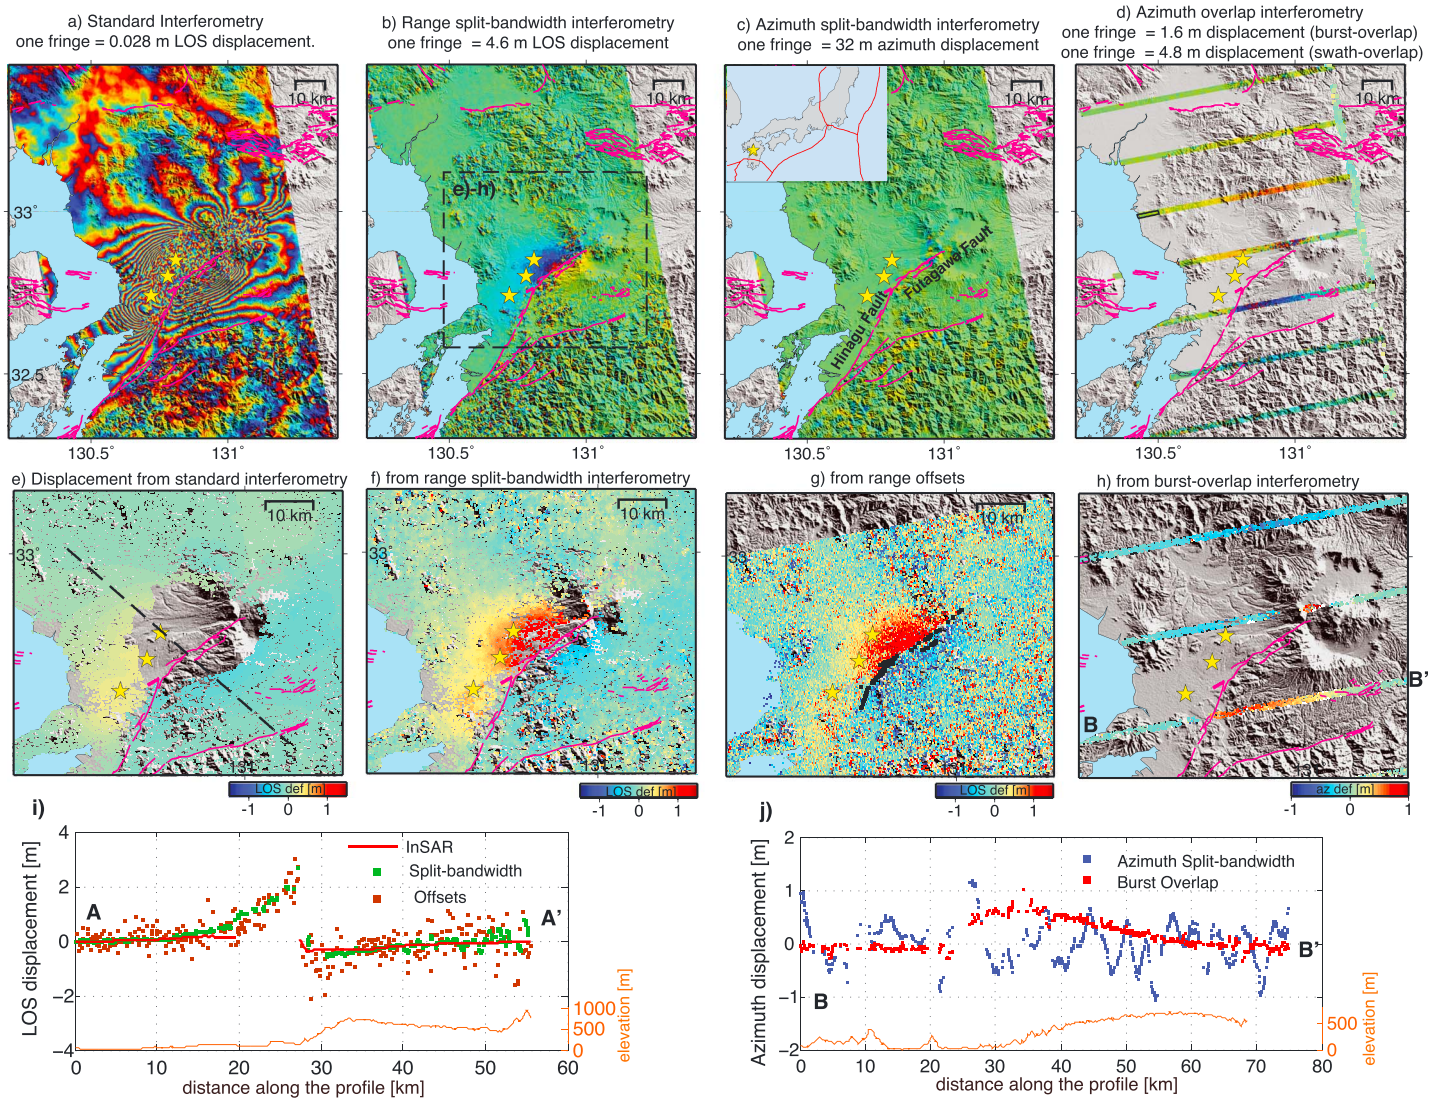 a) Standard Interferometry
one fringe = 0.028 m LOS displacement.
b) Range split-bandwidth interferometry
one fringe = 4.6 m LOS displacement
c) Azimuth split-bandwidth interferometry
one fringe = 32 m azimuth displacement
d) Azimuth overlap interferometry
one fringe = 1.6 m displacement (burst-overlap)
one fringe = 4.8 m displacement (swath-overlap)
10 km
10 km
10 km
e)-h)
33°
32.5
Hinagu Fault
Futagawa Fault
130.5°
131°
130.5°
131°
130.5°
131°
130.5°
131°
e) Displacement from standard interferometry
f) from range split-bandwidth interferometry
g) from range offsets
h) from burst-overlap interferometry
10 km
10 km
10 km
33°
33
33°
B
B'
LOS def [m]
-1 0 1
LOS def [m]
-1 0 1
LOS def [m]
-1 0 1
az def [m]
-1 0 1
i)
4
2
0
−2
−4
LOS displacement [m]
InSAR
Split-bandwidth
Offsets
A
A'
1000
500
0
elevation [m]
0 10 20 30 40 50 60
distance along the profile [km]
j)
2
1
0
−1
−2
Azimuth displacement [m]
Azimuth Split-bandwidth
Burst Overlap
B
B'
500
0
elevation [m]
0 10 20 30 40 50 60 70 80
distance along the profile [km]